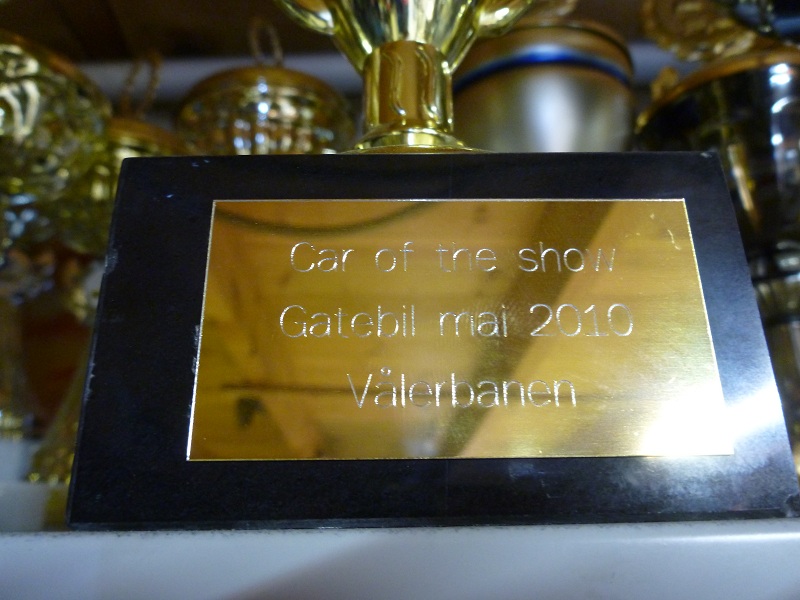 Car of the show
Gatebil mai 2010
Vålerbanen